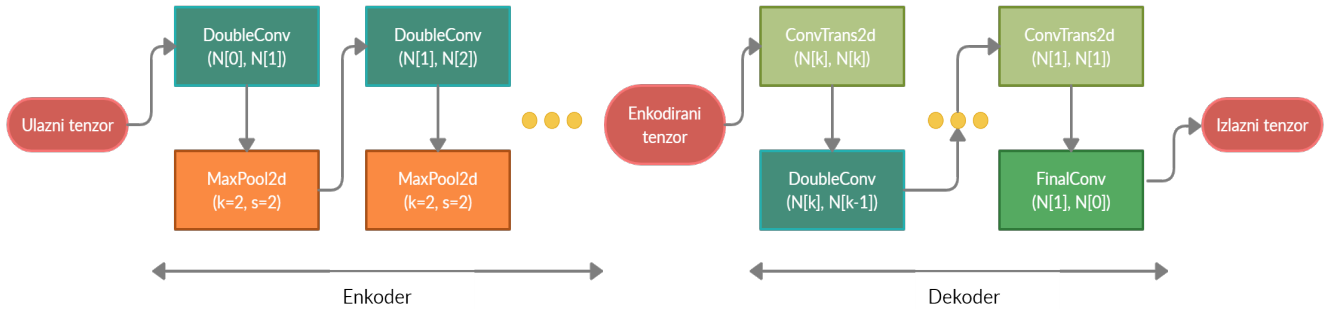 Ulazni tenzor
DoubleConv
(N[0], N[1])
MaxPool2d
(k=2, s=2)
DoubleConv
(N[1], N[2])
MaxPool2d
(k=2, s=2)
Enkoder
Enkodirani
tenzor
ConvTrans2d
(N[k], N[k])
DoubleConv
(N[k], N[k-1])
ConvTrans2d
(N[1], N[1])
FinalConv
(N[1], N[0])
Izlazni tenzor
Dekoder